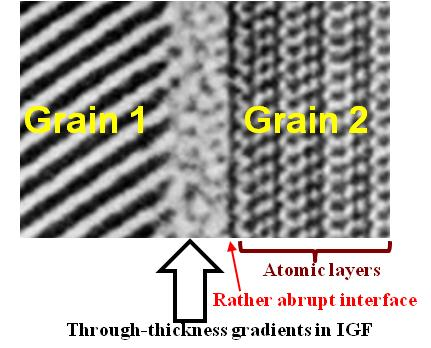 Grain 1
Grain 2
Atomic layers
Rather abrupt interface
Through-thickness gradients in IGF